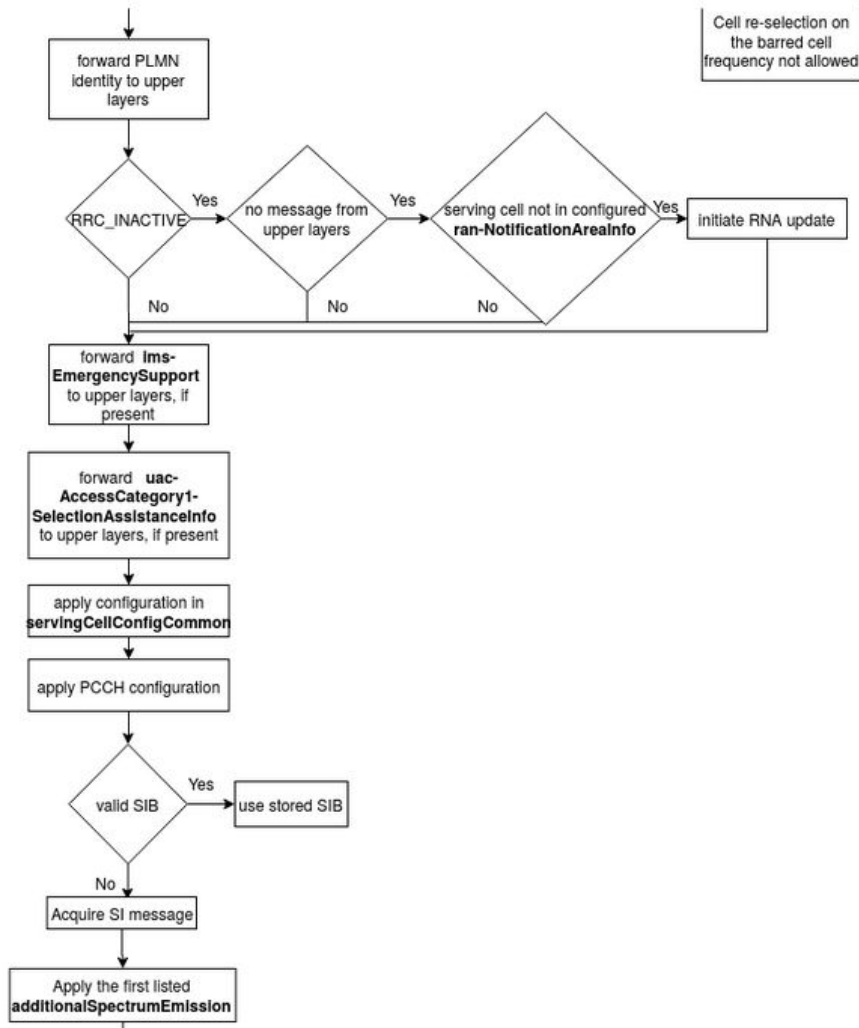 Cell re-selection on
the barred cell
frequency not allowed
forward PLMN
identity to upper
layers
RRC_INACTIVE
Yes
no message from
upper layers
Yes
serving cell not in configured
ran-NotificationAreaInfo
Yes
initiate RNA update
No
No
No
forward ims-
EmergencySupport
to upper layers, if
present
forward uac-
AccessCategory1-
SelectionAssistanceInfo
to upper layers, if present
apply configuration in
servingCellConfigCommon
apply PCCH configuration
valid SIB
Yes
use stored SIB
No
Acquire SI message
Apply the first listed
additionalSpectrumEmission